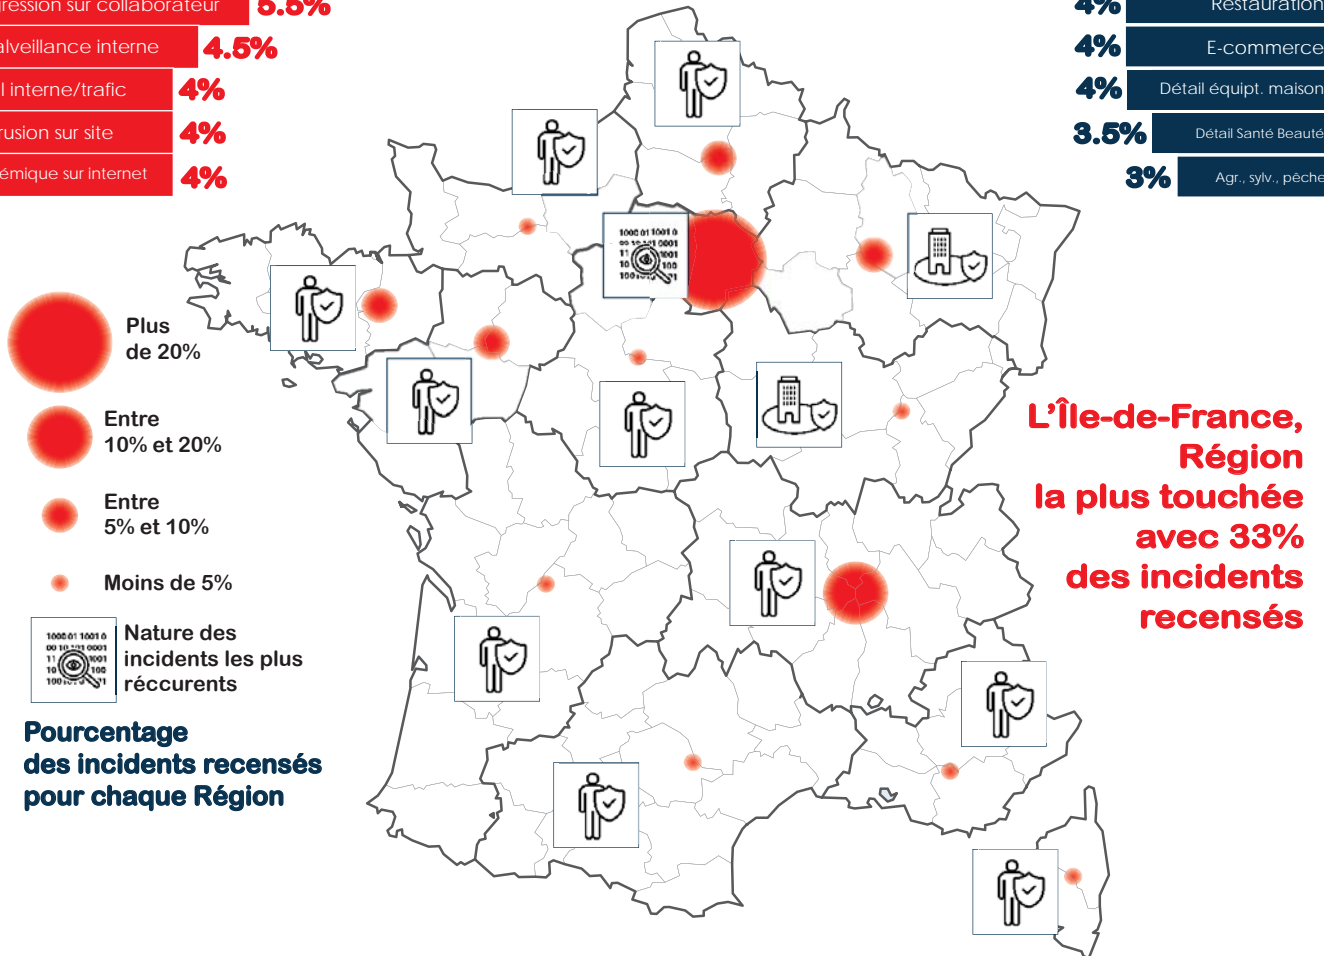 ression sur collaborateur 5.5%
alveillance interne 4.5%
l interne/trafic 4%
rusion sur site 4%
émique sur internet 4%
4% Restauration
4% E-commerce
4% Détail équipt. maison
3.5% Détail Santé Beauté
3% Agr., sylv., pêche
Plus
de 20%
Entre
10% et 20%
Entre
5% et 10%
Moins de 5%
Nature des
incidents les plus
réccurents
Pourcentage
des incidents recensés
pour chaque Région
L'Île-de-France,
Région
la plus touchée
avec 33%
des incidents
recensés